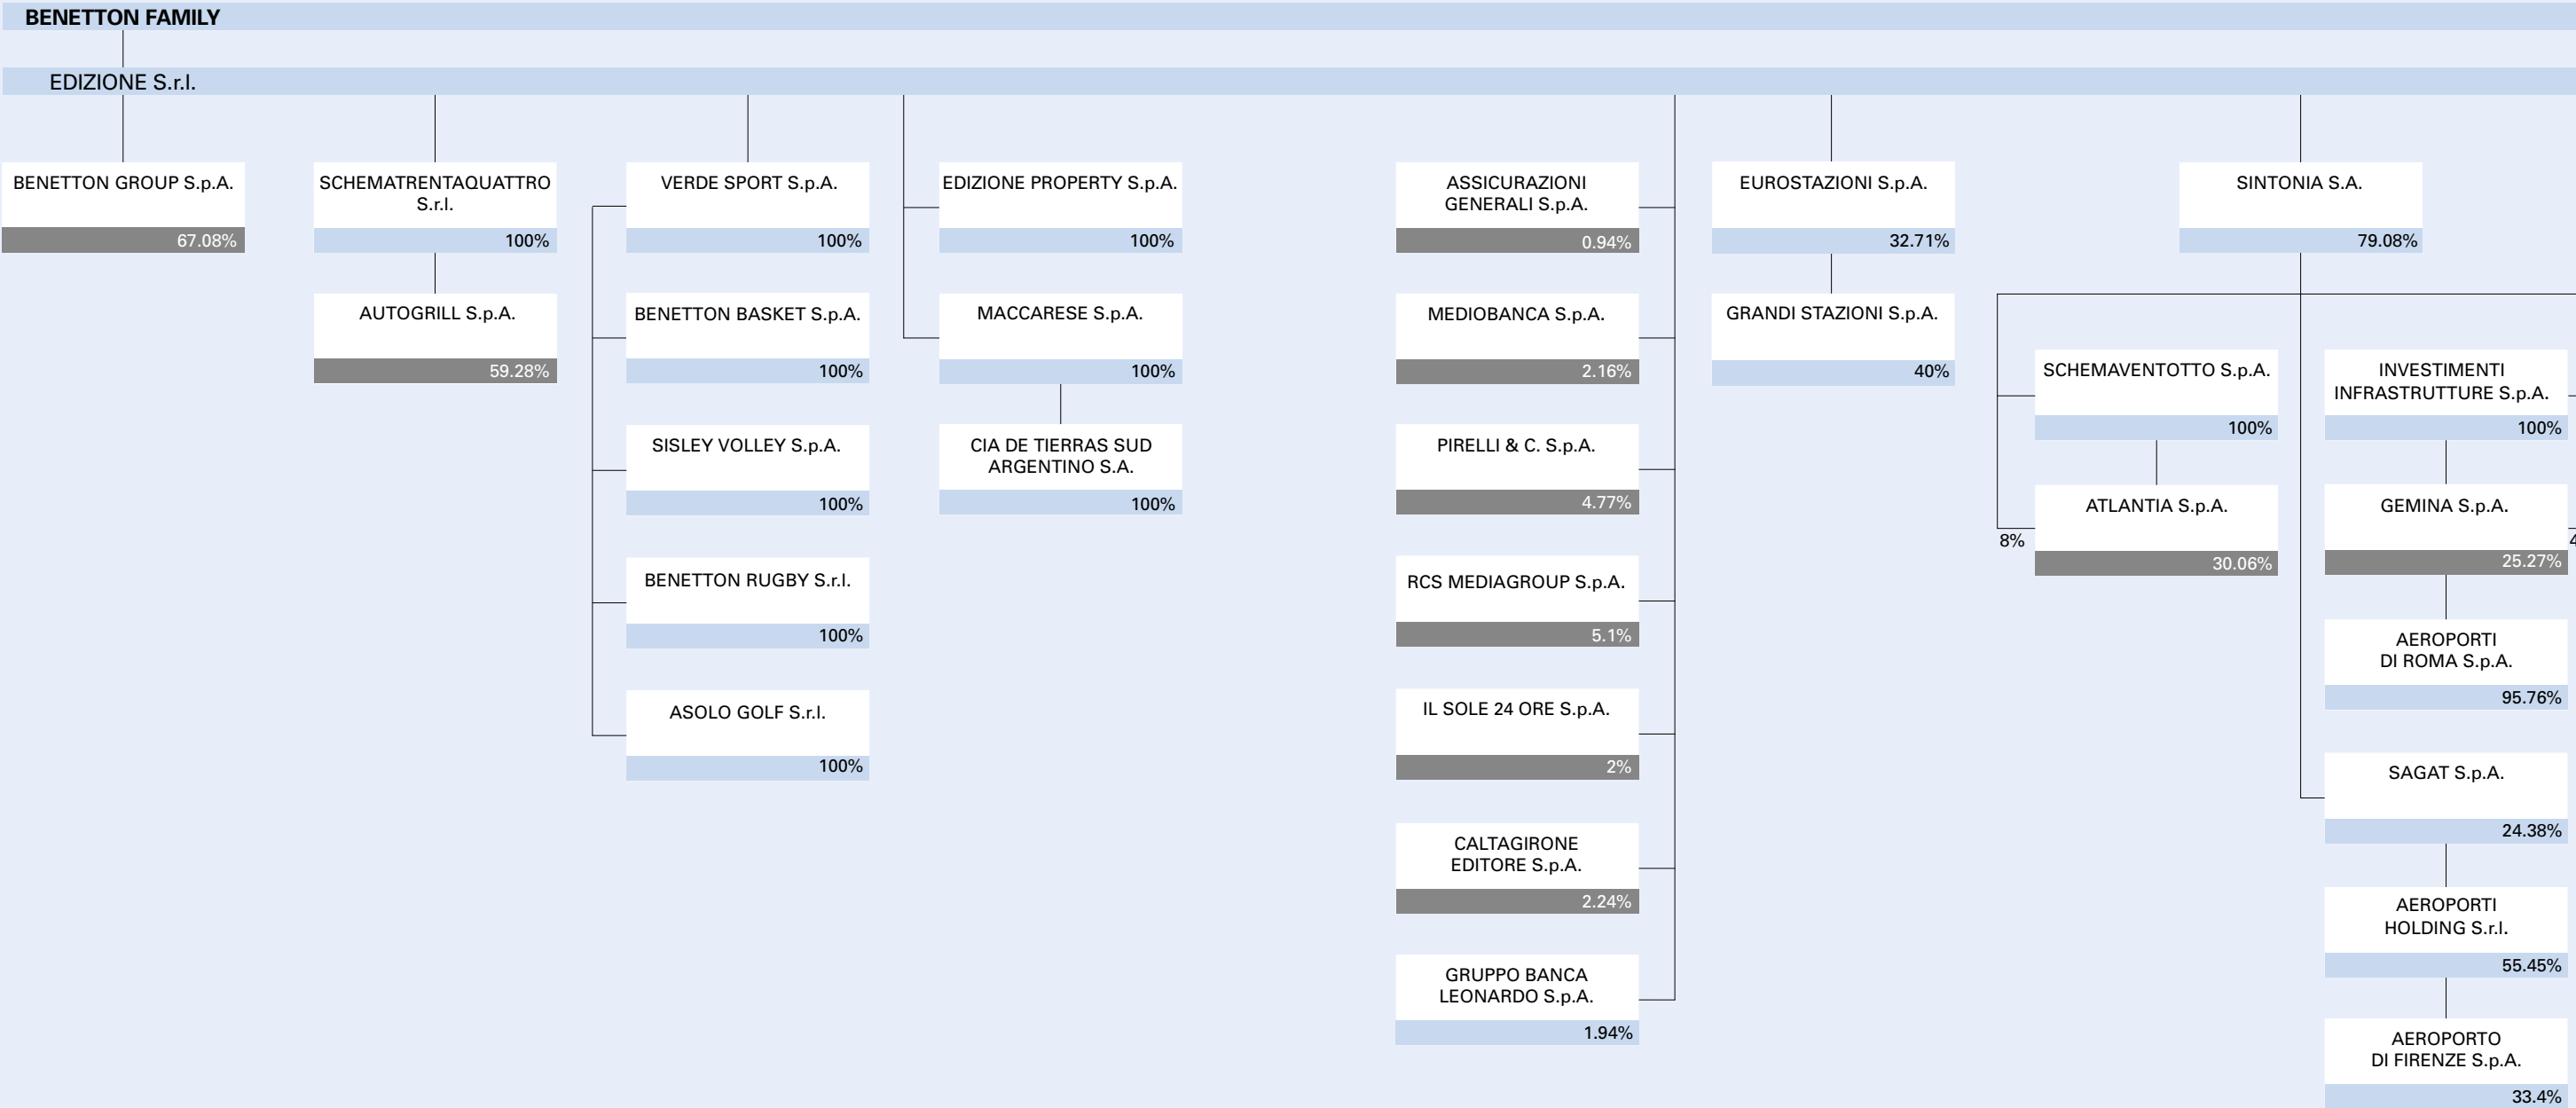 BENETTON FAMILY
EDIZIONE S.r.l.
BENETTON GROUP S.p.A.
67.08%
SCHEMATRENTAQUATTRO
S.r.l.
100%
AUTOGRILL S.p.A.
59.28%
VERDE SPORT S.p.A.
100%
BENETTON BASKET S.p.A.
100%
SISLEY VOLLEY S.p.A.
100%
BENETTON RUGBY S.r.l.
100%
ASOLO GOLF S.r.l.
100%
EDIZIONE PROPERTY S.p.A.
100%
MACCARESE S.p.A.
100%
CIA DE TIERRAS SUD
ARGENTINO S.A.
100%
ASSICURAZIONI
GENERALI S.p.A.
0.94%
MEDIOBANCA S.p.A.
2.16%
PIRELLI & C. S.p.A.
4.77%
RCS MEDIAGROUP S.p.A.
5.1%
IL SOLE 24 ORE S.p.A.
2%
CALTAGIRONE
EDITORE S.p.A.
2.24%
GRUPPO BANCA
LEONARDO S.p.A.
1.94%
EUROSTAZIONI S.p.A.
32.71%
GRANDI STAZIONI S.p.A.
40%
SINTONIA S.A.
79.08%
SCHEMAVENTOTTO S.p.A.
100%
ATLANTIA S.p.A.
8%
30.06%
INVESTIMENTI
INFRASTRUTTURE S.p.A.
100%
GEMINA S.p.A.
25.27%
AEROPORTI
DI ROMA S.p.A.
95.76%
SAGAT S.p.A.
24.38%
AEROPORTI
HOLDING S.r.l.
55.45%
AEROPORTO
DI FIRENZE S.p.A.
33.4%